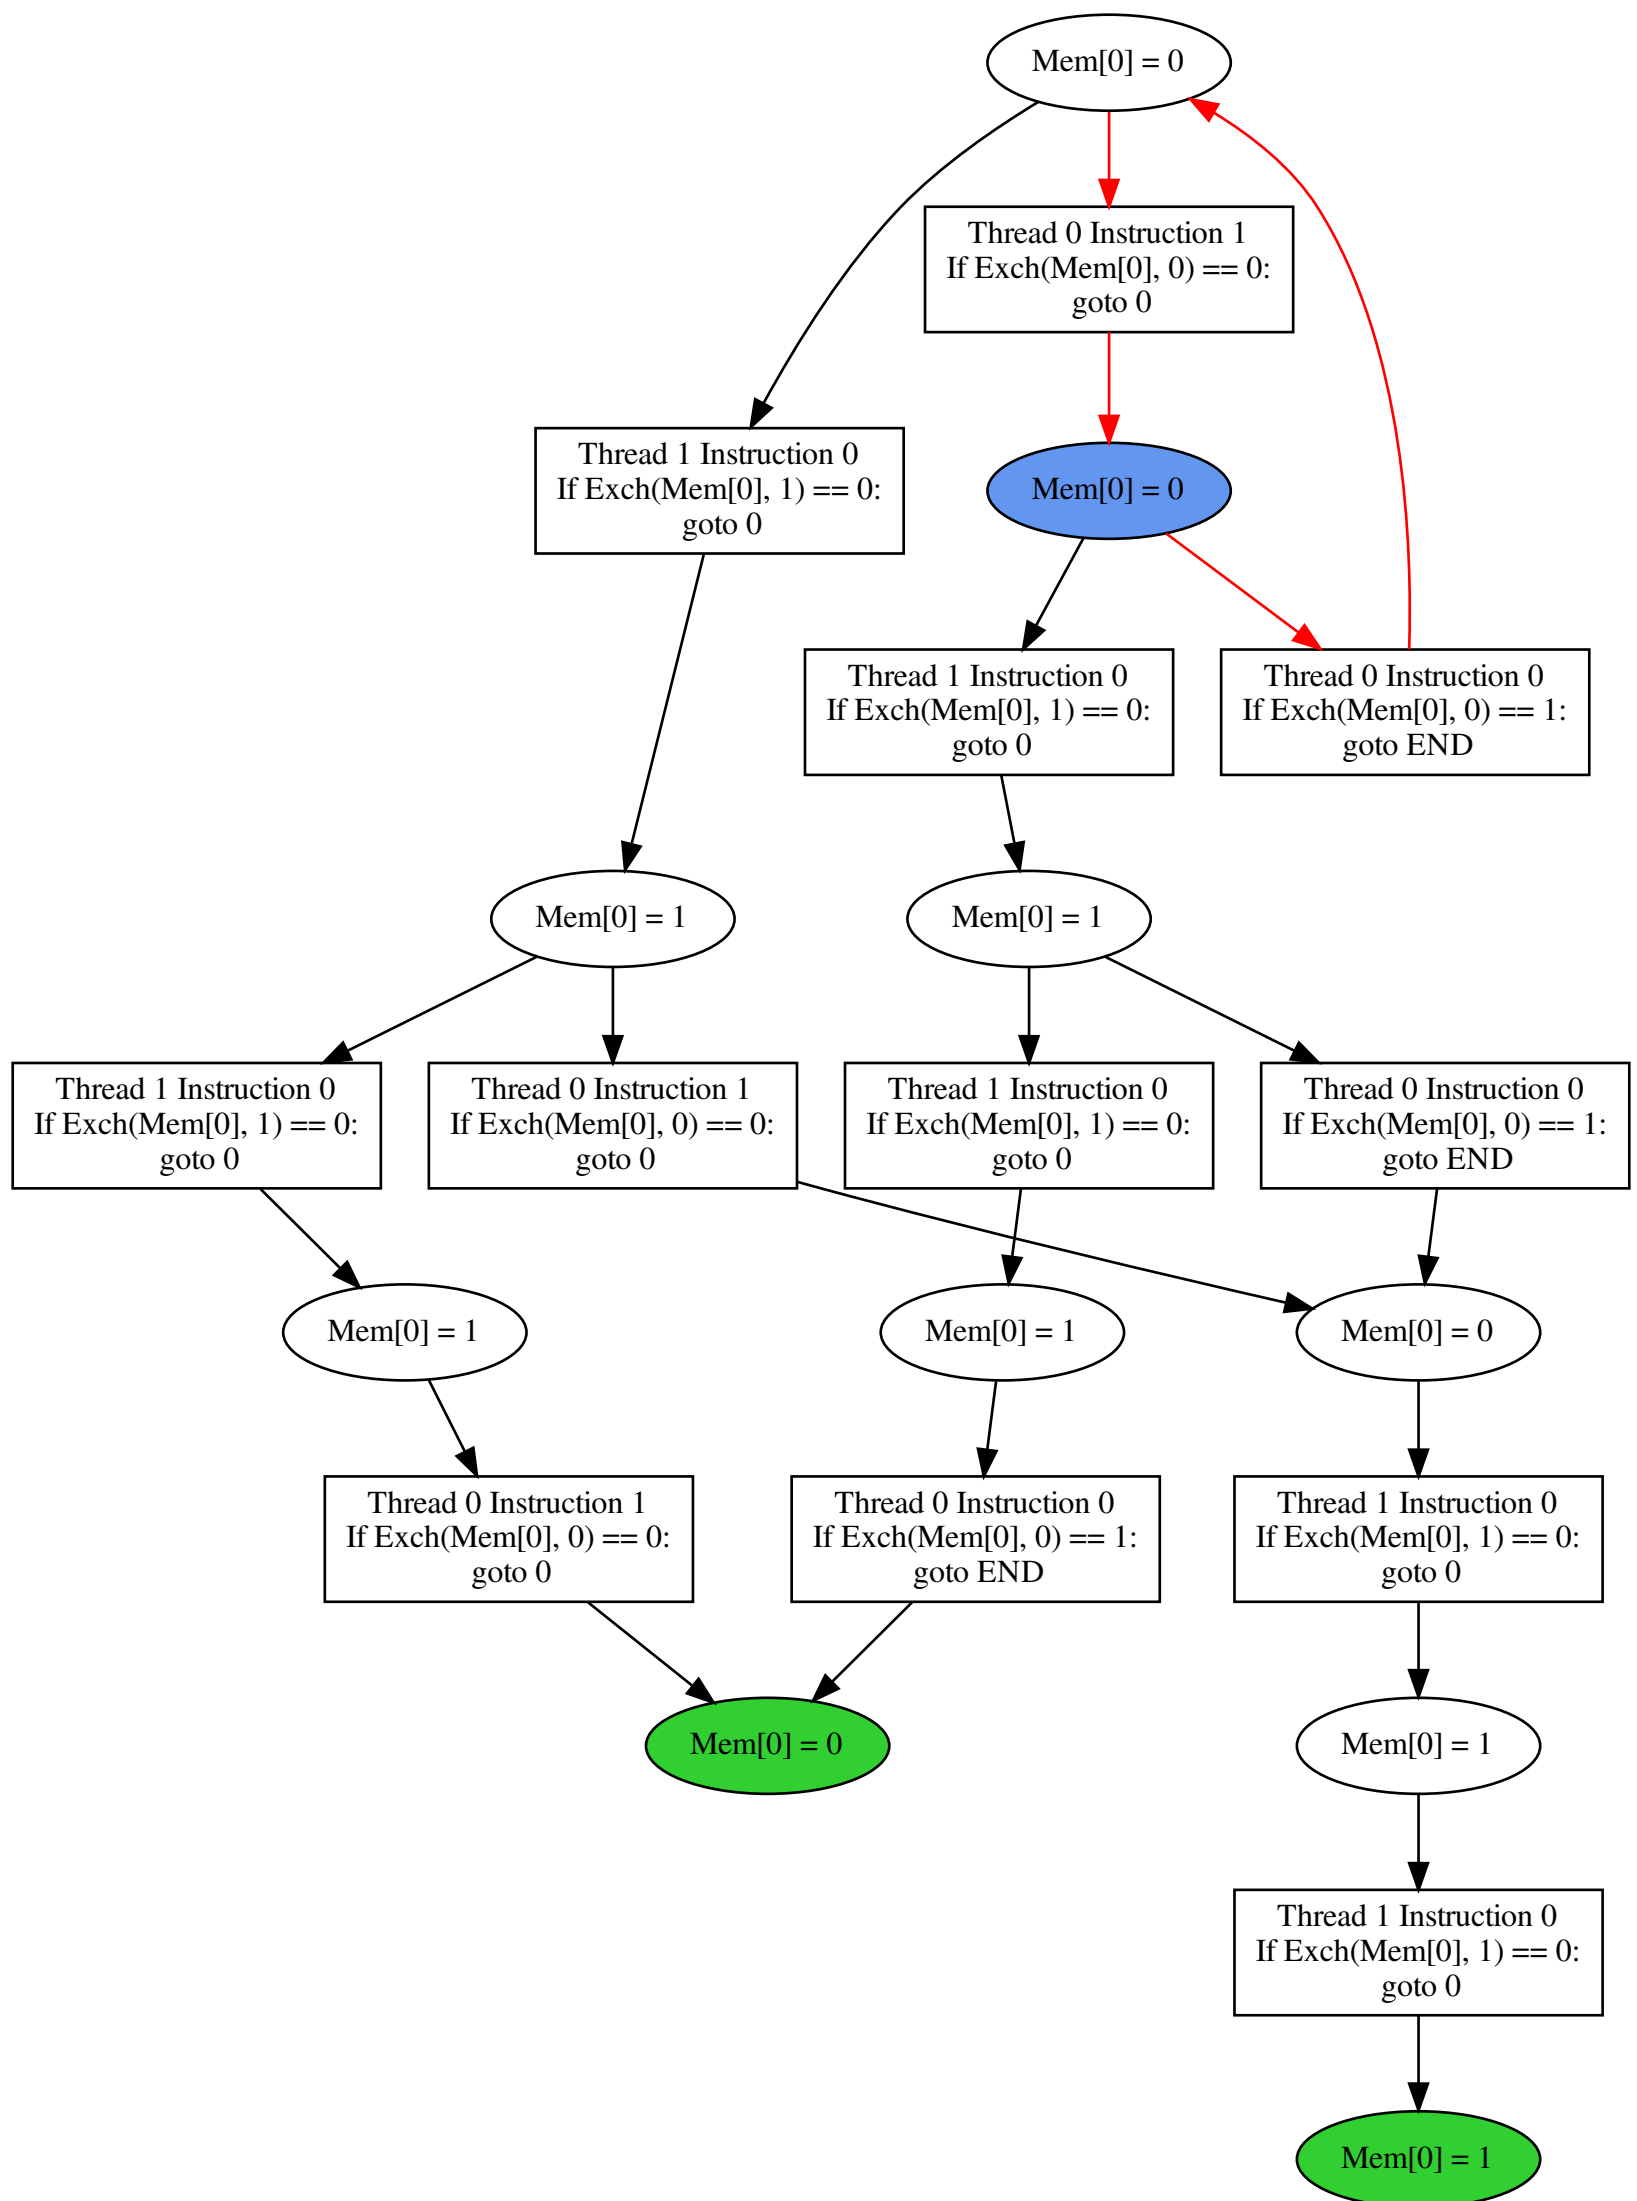 Mem[0] = 0
Thread 0 Instruction 1
If Exch(Mem[0], 0) == 0:
goto 0
Thread 1 Instruction 0
If Exch(Mem[0], 1) == 0:
goto 0
Mem[0] = 0
Thread 1 Instruction 0
If Exch(Mem[0], 1) == 0:
goto 0
Thread 0 Instruction 0
If Exch(Mem[0], 0) == 1:
goto END
Mem[0] = 1
Mem[0] = 1
Thread 1 Instruction 0
If Exch(Mem[0], 1) == 0:
goto 0
Thread 0 Instruction 1
If Exch(Mem[0], 0) == 0:
goto 0
Thread 1 Instruction 0
If Exch(Mem[0], 1) == 0:
goto 0
Thread 0 Instruction 0
If Exch(Mem[0], 0) == 1:
goto END
Mem[0] = 1
Mem[0] = 1
Mem[0] = 0
Thread 0 Instruction 1
If Exch(Mem[0], 0) == 0:
goto 0
Thread 0 Instruction 0
If Exch(Mem[0], 0) == 1:
goto END
Thread 1 Instruction 0
If Exch(Mem[0], 1) == 0:
goto 0
Mem[0] = 0
Mem[0] = 1
Thread 1 Instruction 0
If Exch(Mem[0], 1) == 0:
goto 0
Mem[0] = 1